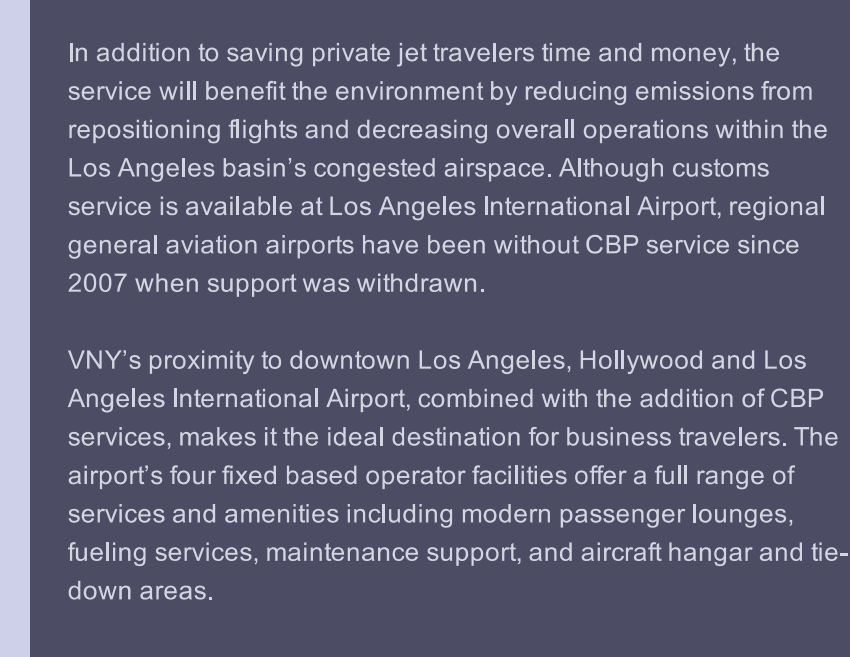 In addition to saving private jet travelers time and money, the
service will benefit the environment by reducing emissions from
repositioning flights and decreasing overall operations within the
Los Angeles basin’s congested airspace. Although customs
service is available at Los Angeles International Airport, regional
general aviation airports have been without CBP service since
2007 when support was withdrawn.
VNY’s proximity to downtown Los Angeles, Hollywood and Los
Angeles International Airport, combined with the addition of CBP
services, makes it the ideal destination for business travelers. The
airport’s four fixed based operator facilities offer a full range of
services and amenities including modern passenger lounges,
fueling services, maintenance support, and aircraft hangar and tie-
down areas.